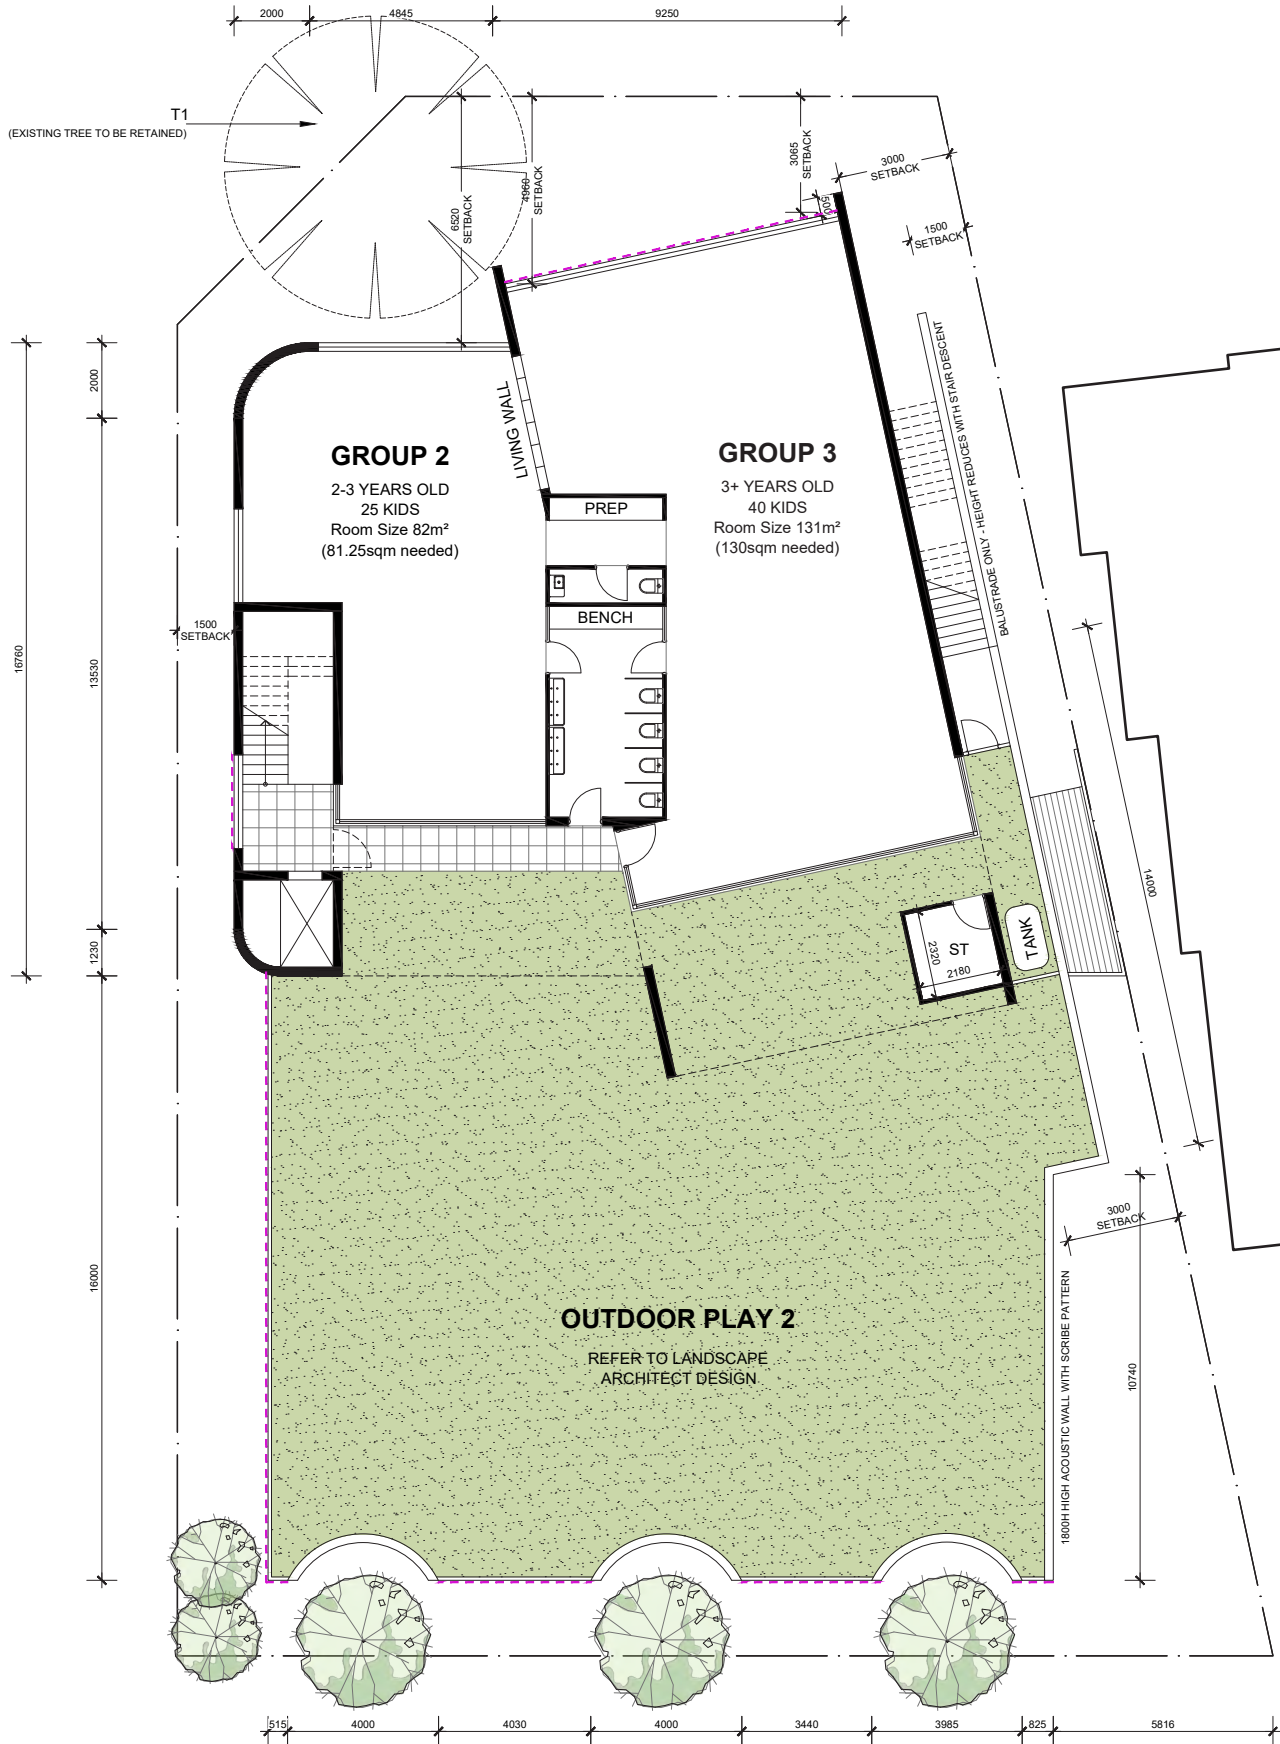 2000
4845
9250
T1
(EXISTING TREE TO BE RETAINED)
6520
SETBACK
4960
SETBACK
3065
SETBACK
500
3000
SETBACK
1500
SETBACK
2000
13530
16760
1230
16000
1500
SETBACK
GROUP 2
2-3 YEARS OLD
25 KIDS
Room Size 82m²
(81.25sqm needed)
LIVING WALL
GROUP 3
3+ YEARS OLD
40 KIDS
Room Size 131m²
(130sqm needed)
PREP
BENCH
BALUSTRADE ONLY - HEIGHT REDUCES WITH STAIR DESCENT
14000
ST
2320
2180
TANK
3000
SETBACK
10740
1800H HIGH ACOUSTIC WALL WITH SCRIBE PATTERN
OUTDOOR PLAY 2
REFER TO LANDSCAPE
ARCHITECT DESIGN
515
4000
4030
4000
3440
3985
825
5816